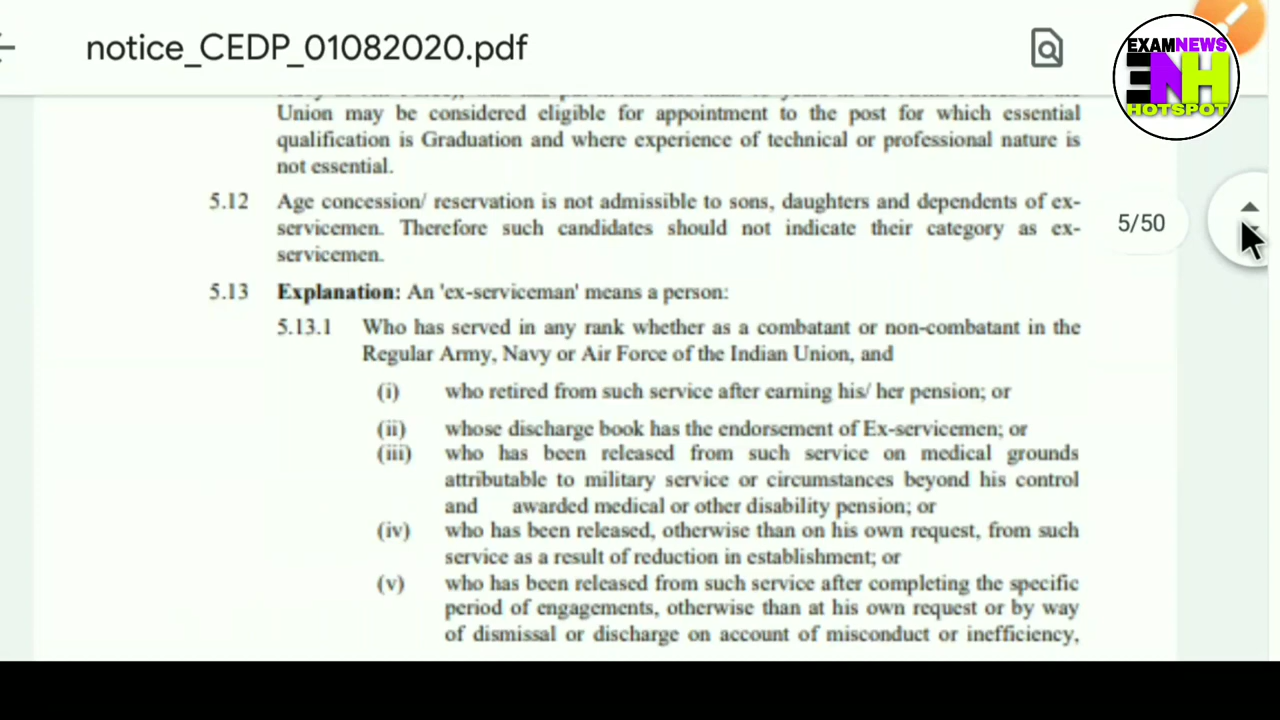 notice_CEDP_01082020.pdf
EXAMNEWS
ENH
HOTSPOT
Union may be considered eligible for appointment to the post for which essential
qualification is Graduation and where experience of technical or professional nature is
not essential.
5.12 Age concession/ reservation is not admissible to sons, daughters and dependents of ex-
servicemen. Therefore such candidates should not indicate their category as ex-
servicemen.
5/50
5.13 Explanation: An 'ex-serviceman' means a person:
5.13.1 Who has served in any rank whether as a combatant or non-combatant in the
Regular Army, Navy or Air Force of the Indian Union, and
(i) who retired from such service after earning his/ her pension; or
(ii) whose discharge book has the endorsement of Ex-servicemen; or
(iii) who has been released from such service on medical grounds
attributable to military service or circumstances beyond his control
and awarded medical or other disability pension; or
(iv) who has been released, otherwise than on his own request, from such
service as a result of reduction in establishment; or
(v) who has been released from such service after completing the specific
period of engagements, otherwise than at his own request or by way
of dismissal or discharge on account of misconduct or inefficiency,